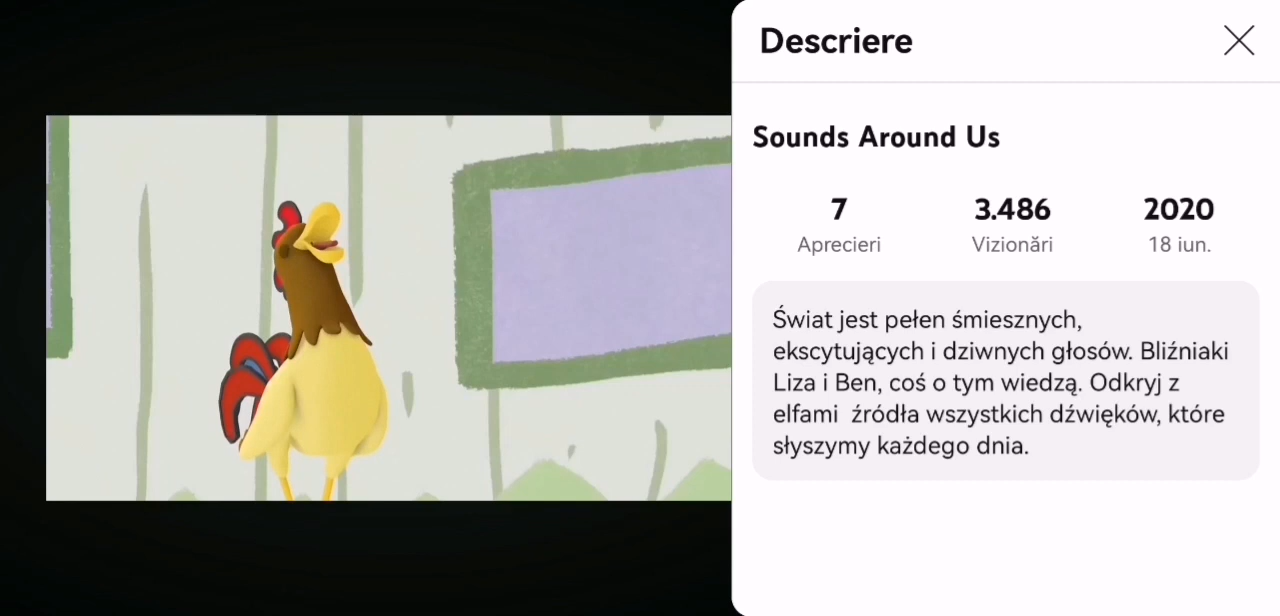 Descriere
Sounds Around Us
7
Aprecieri
3.486
Vizionări
2020
18 iun.
Świat jest pełen śmiesznych,
ekscytujących i dziwnych głosów. Bliźniaki
Liza i Ben, coś o tym wiedzą. Odkryj z
elfami  źródła wszystkich dźwięków, które
słyszymy każdego dnia.